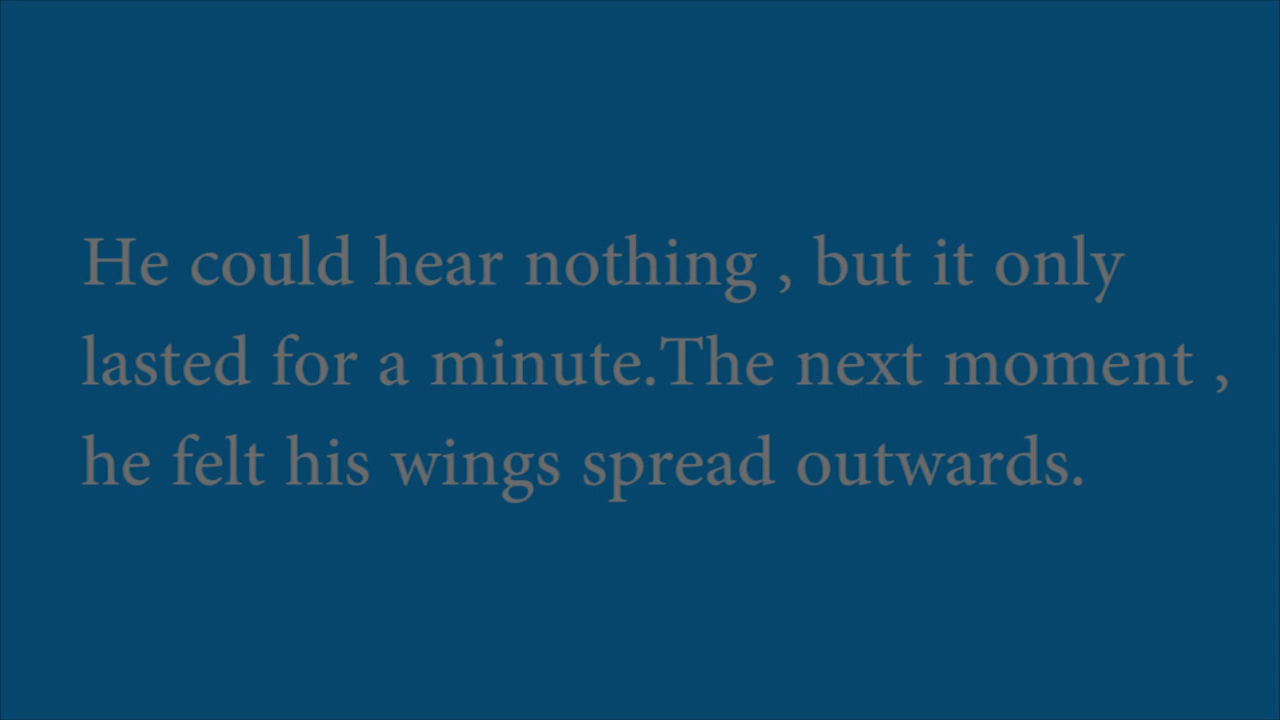 He could hear nothing , but it only
lasted for a minute.The next moment ,
he felt his wings spread outwards.